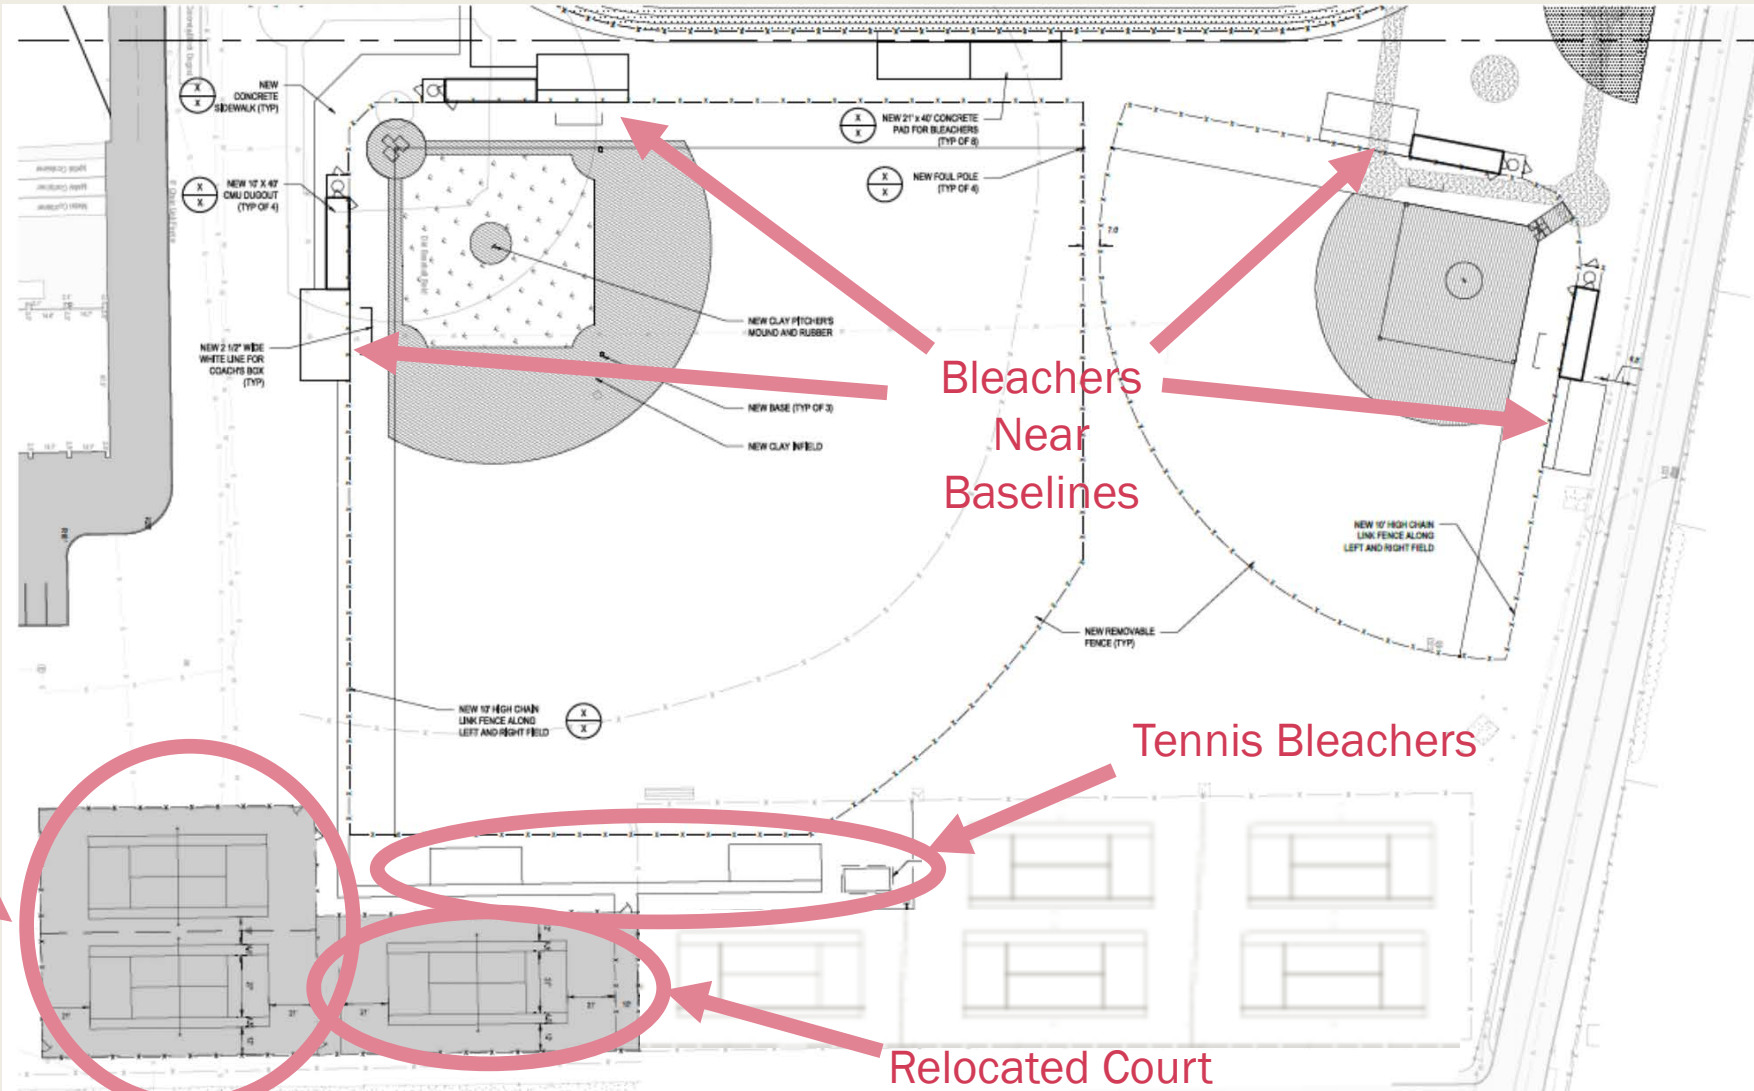 NEW
CONCRETE
SIDEWALK (TYP)
X
X
NEW 10' X 40'
CMU DUGOUT
(TYP OF 4)
X
X
NEW 2 1/2" WIDE
WHITE LINE FOR
COACH'S BOX
(TYP)
NEW 21' x 40' CONCRETE
PAD FOR BLEACHERS
(TYP OF 8)
X
X
NEW FOUL POLE
(TYP OF 4)
X
X
NEW CLAY PITCHER'S
MOUND AND RUBBER
NEW BASE (TYP OF 3)
NEW CLAY INFIELD
Bleachers
Near
Baselines
NEW 10' HIGH CHAIN
LINK FENCE ALONG
LEFT AND RIGHT FIELD
NEW REMOVABLE
FENCE (TYP)
NEW 10' HIGH CHAIN
LINK FENCE ALONG
LEFT AND RIGHT FIELD
X
X
Tennis Bleachers
21'
21'
21'
21'
Relocated Court